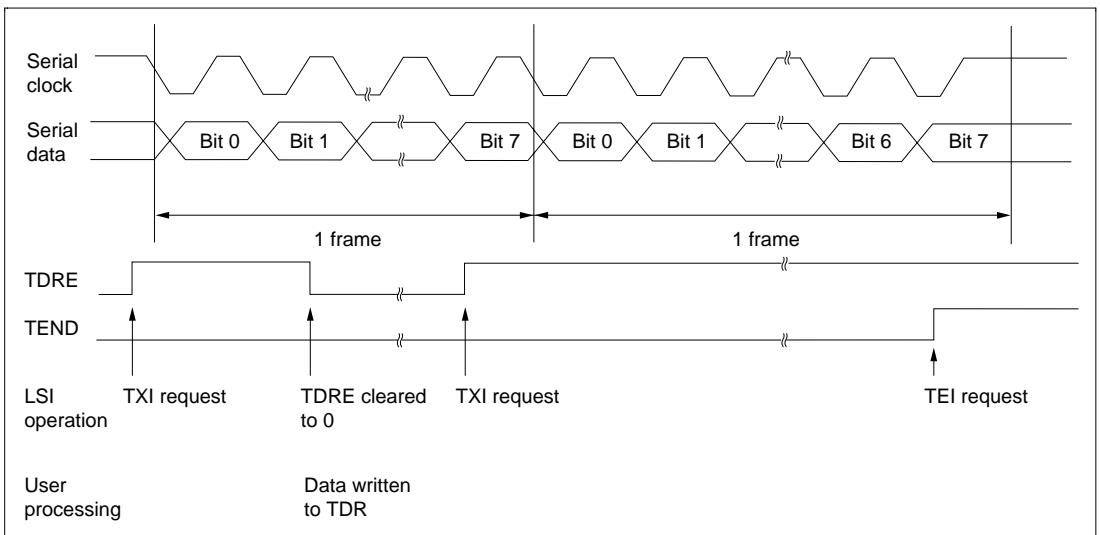 Serial
clock
Serial
data
Bit 0 Bit 1 Bit 7 Bit 0 Bit 1 Bit 6 Bit 7
1 frame 1 frame
TDRE
TEND
LSI
operation
TXI request
TDRE cleared
to 0
TXI request
TEI request
User
processing
Data written
to TDR